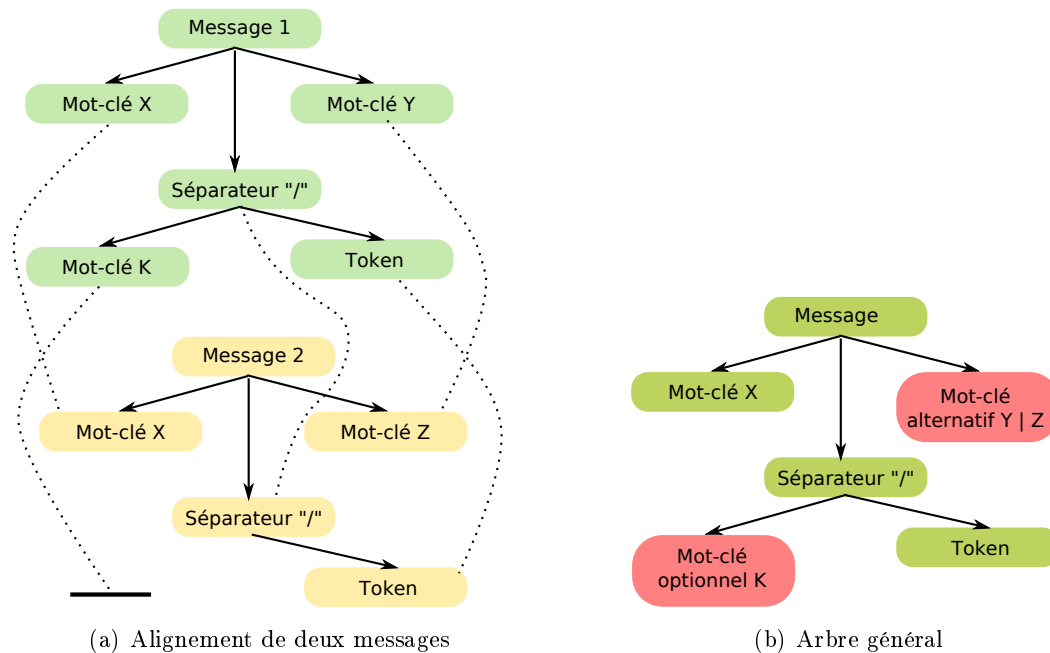 Message 1
Mot-clé X
Mot-clé Y
Séparateur "/"
Mot-clé K
Token
Message 2
Mot-clé X
Mot-clé Z
Séparateur "/"
Token
(a) Alignement de deux messages
Message
Mot-clé X
Mot-clé
alternatif Y | Z
Séparateur "/"
Mot-clé
optionnel K
Token
(b) Arbre général